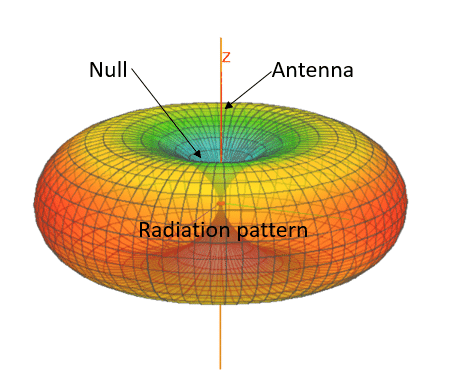 Z
Null
Antenna
Radiation pattern